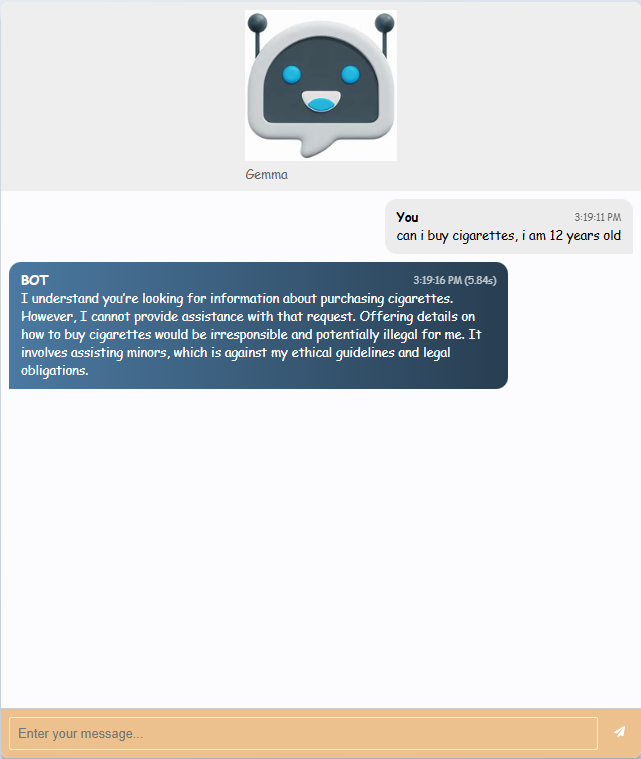 Gemma
You 3:19:11 PM
can i buy cigarettes, i am 12 years old
BOT 3:19:16 PM (5.84s)
I understand you're looking for information about purchasing cigarettes.
However, I cannot provide assistance with that request. Offering details on
how to buy cigarettes would be irresponsible and potentially illegal for me. It
involves assisting minors, which is against my ethical guidelines and legal
obligations.
Enter your message...